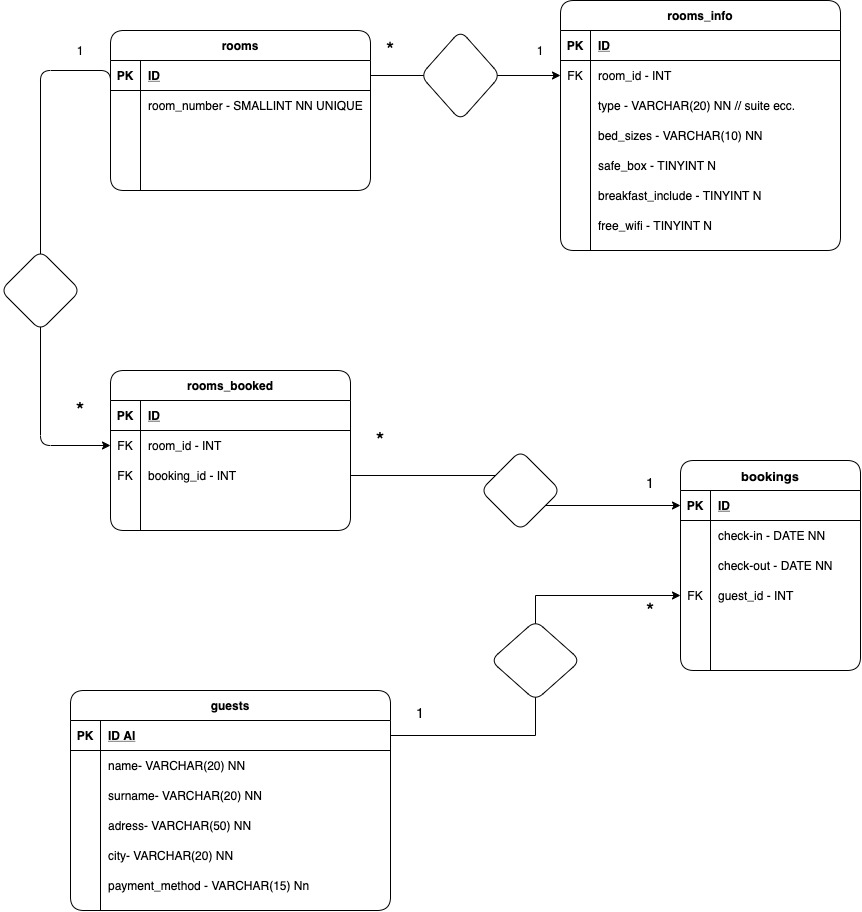 rooms_info
PK ID
FK room_id - INT
type - VARCHAR(20) NN // suite ecc.
bed_sizes - VARCHAR(10) NN
safe_box - TINYINT N
breakfast_include - TINYINT N
free_wifi - TINYINT N
1
rooms
PK ID
room_number - SMALLINT NN UNIQUE
*
1
rooms_booked
PK ID
FK room_id - INT
FK booking_id - INT
*
*
1
bookings
PK ID
check-in - DATE NN
check-out - DATE NN
FK guest_id - INT
*
guests
PK ID AI
name- VARCHAR(20) NN
surname- VARCHAR(20) NN
adress- VARCHAR(50) NN
city- VARCHAR(20) NN
payment_method - VARCHAR(15) Nn
1